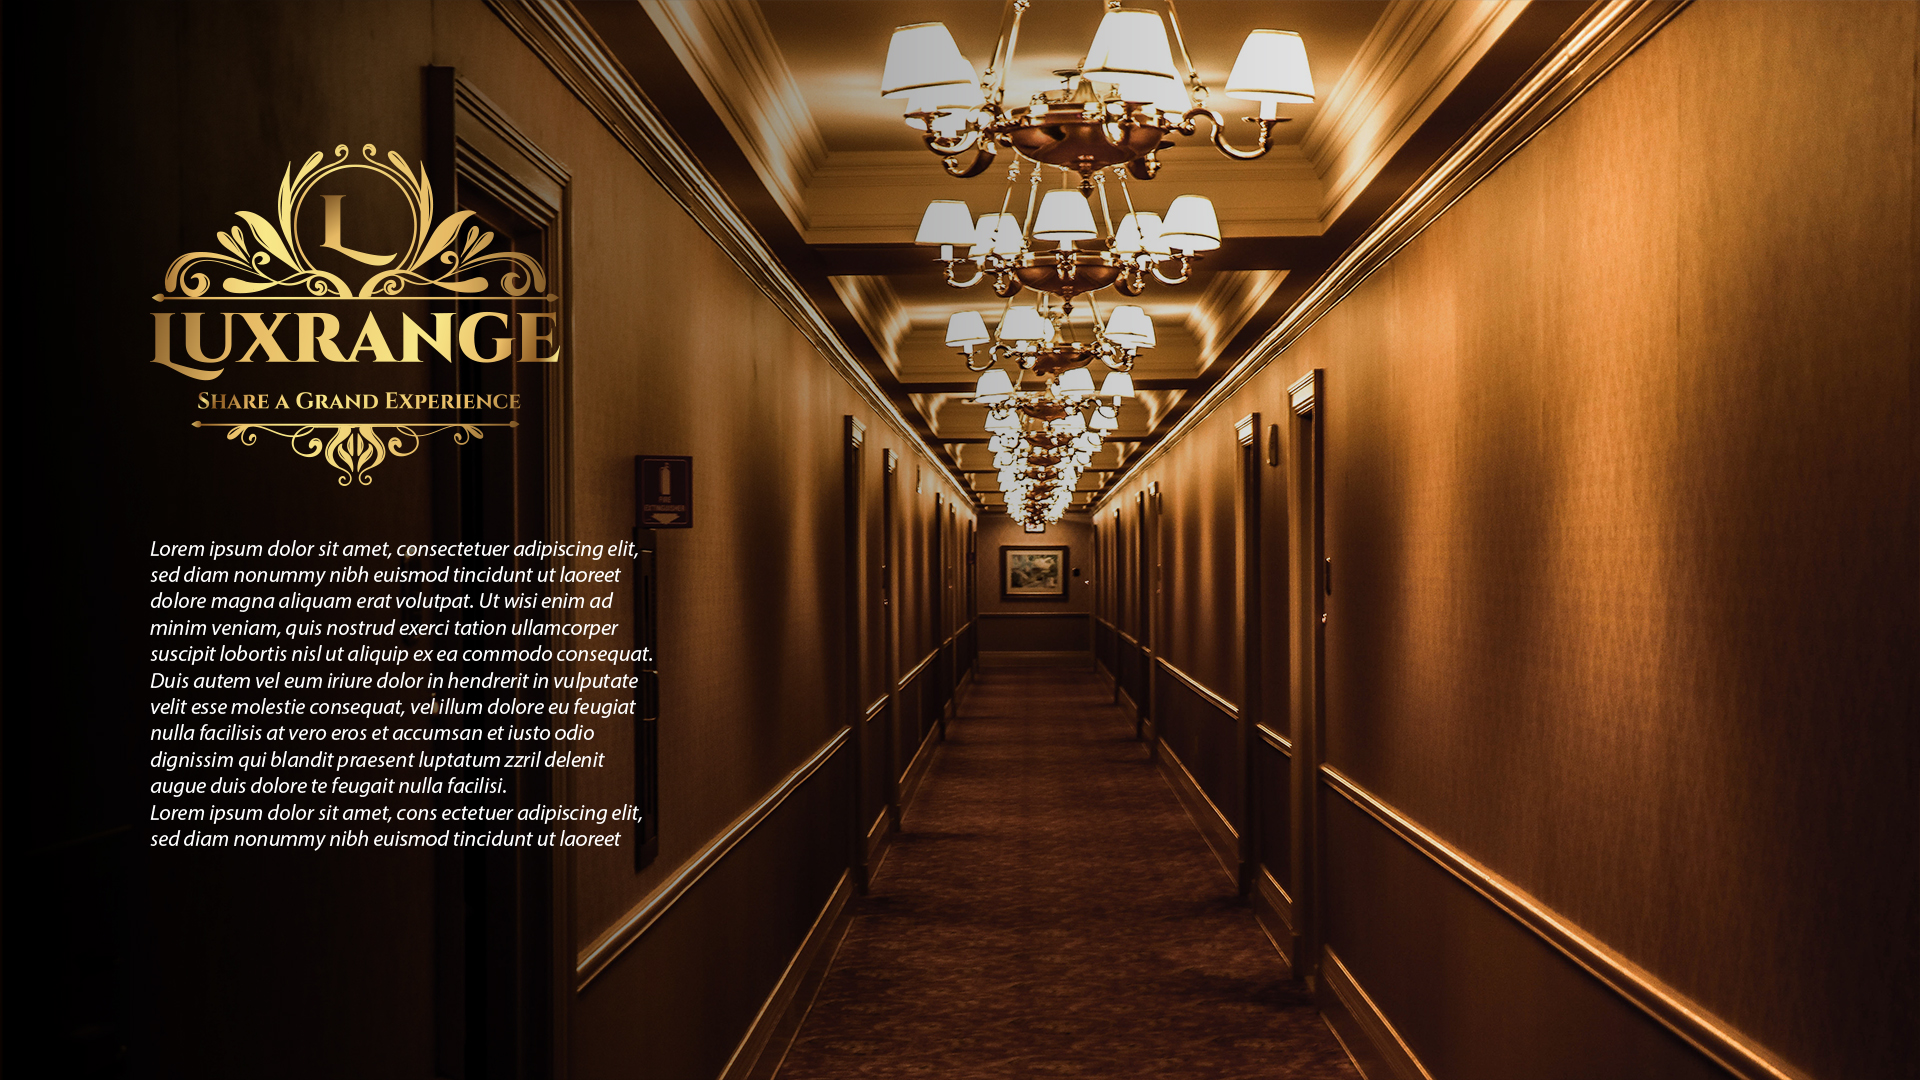 L
LUXRANGE
SHARE A GRAND EXPERIENCE
FIRE
EXTINGUISHER
Lorem ipsum dolor sit amet, consectetuer adipiscing elit,
sed diam nonummy nibh euismod tincidunt ut laoreet
dolore magna aliquam erat volutpat. Ut wisi enim ad
minim veniam, quis nostrud exerci tation ullamcorper
suscipit lobortis nisl ut aliquip ex ea commodo consequat.
Duis autem vel eum iriure dolor in hendrerit in vulputate
velit esse molestie consequat, vel illum dolore eu feugiat
nulla facilisis at vero eros et accumsan et iusto odio
dignissim qui blandit praesent luptatum zzril delenit
augue duis dolore te feugait nulla facilisi.
Lorem ipsum dolor sit amet, cons ectetuer adipiscing elit,
sed diam nonummy nibh euismod tincidunt ut laoreet